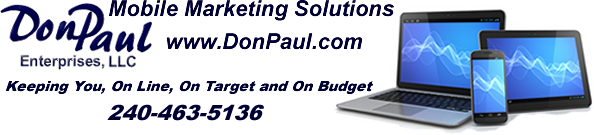 DonPaul
Enterprises, LLC
Mobile Marketing Solutions
www.DonPaul.com
Keeping You, On Line, On Target and On Budget
240-463-5136